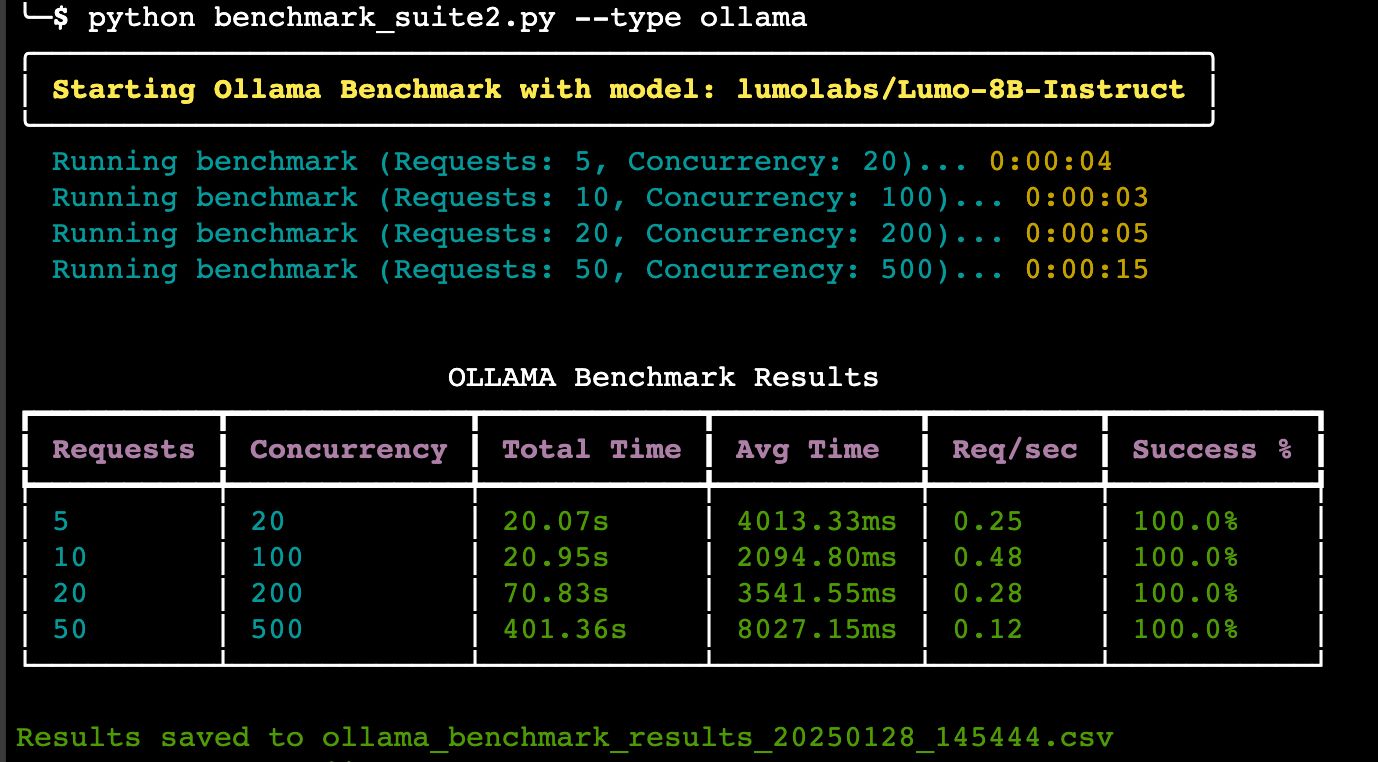 $ python benchmark_suite2.py --type ollama
Starting Ollama Benchmark with model: lumolabs/Lumo-8B-Instruct
Running benchmark (Requests: 5, Concurrency: 20)... 0:00:04
Running benchmark (Requests: 10, Concurrency: 100)... 0:00:03
Running benchmark (Requests: 20, Concurrency: 200)... 0:00:05
Running benchmark (Requests: 50, Concurrency: 500)... 0:00:15
OLLAMA Benchmark Results
Requests Concurrency Total Time Avg Time Req/sec Success %
5 20 20.07s 4013.33ms 0.25 100.0%
10 100 20.95s 2094.80ms 0.48 100.0%
20 200 70.83s 3541.55ms 0.28 100.0%
50 500 401.36s 8027.15ms 0.12 100.0%
Results saved to ollama_benchmark_results_20250128_145444.csv